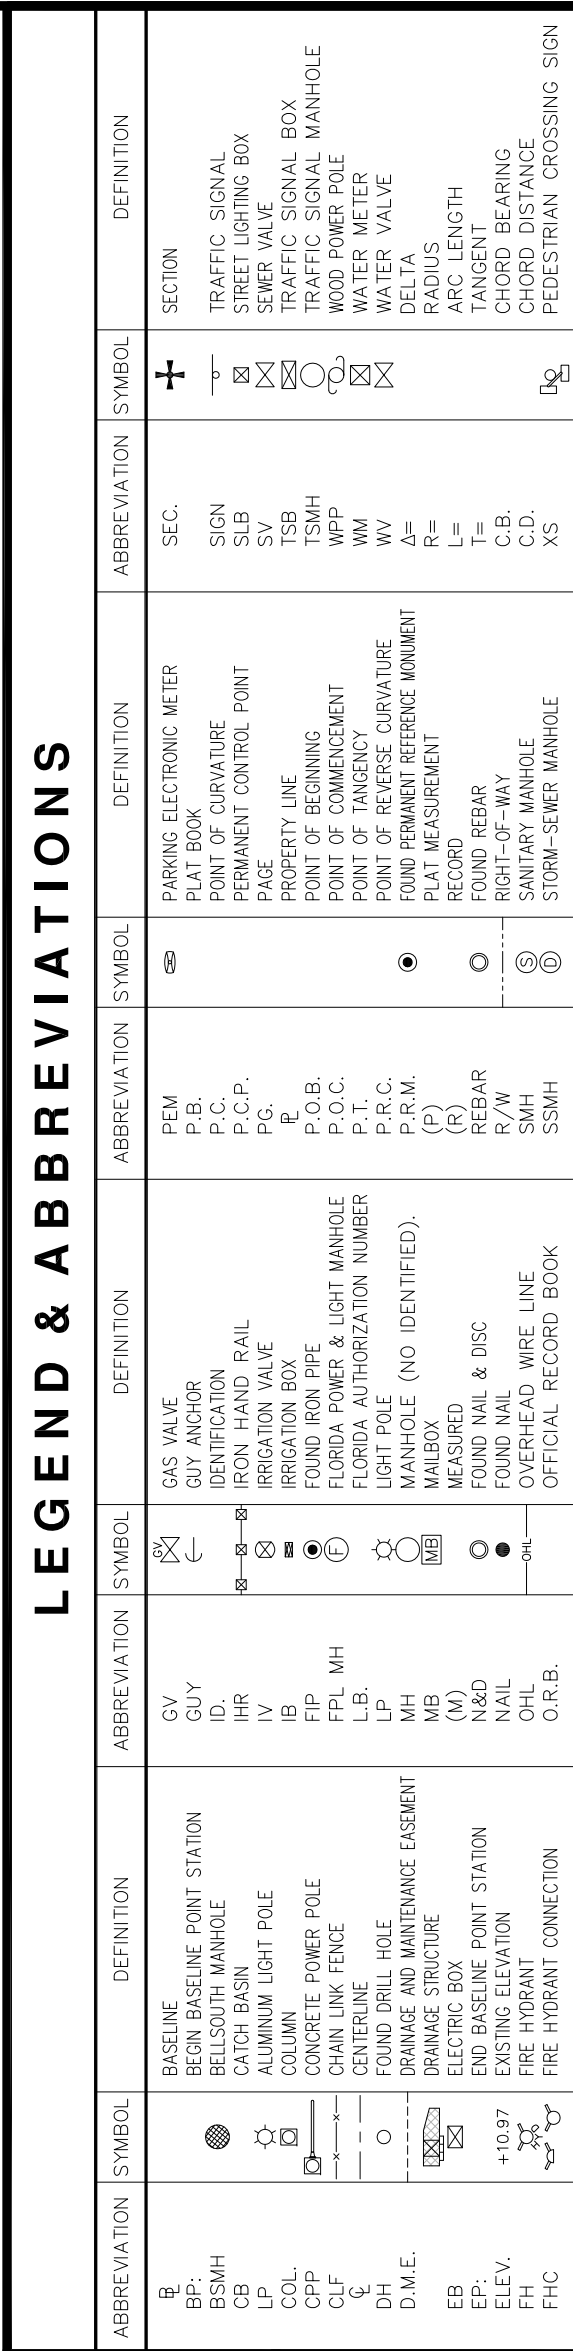 LEGEND & ABBREVIATIONS
ABBREVIATION SYMBOL DEFINITION ABBREVIATION SYMBOL DEFINITION ABBREVIATION SYMBOL DEFINITION ABBREVIATION SYMBOL DEFINITION
BL BASELINE GV GV GAS VALVE PEM PARKING ELECTRONIC METER SEC. SECTION
BP: BEGIN BASELINE POINT STATION GUY GUY ANCHOR P.B. PLAT BOOK
BSMH BELLSOUTH MANHOLE ID. IDENTIFICATION P.C. POINT OF CURVATURE SIGN TRAFFIC SIGNAL
CB CATCH BASIN IHR IRON HAND RAIL P.C.P. PERMANENT CONTROL POINT SLB STREET LIGHTING BOX
LP ALUMINUM LIGHT POLE IV IRRIGATION VALVE PG. PAGE SV SEWER VALVE
COL. COLUMN IB IRRIGATION BOX PL PROPERTY LINE TSB TRAFFIC SIGNAL BOX
CPP CONCRETE POWER POLE FIP FOUND IRON PIPE P.O.B. POINT OF BEGINNING TSMH TRAFFIC SIGNAL MANHOLE
CLF CHAIN LINK FENCE FPL MH F FLORIDA POWER & LIGHT MANHOLE P.O.C. POINT OF COMMENCEMENT WPP WOOD POWER POLE
CL CENTERLINE L.B. FLORIDA AUTHORIZATION NUMBER P.T. POINT OF TANGENCY WM WATER METER
DH FOUND DRILL HOLE LP LIGHT POLE P.R.C. POINT OF REVERSE CURVATURE WV WATER VALVE
D.M.E. DRAINAGE AND MAINTENANCE EASEMENT MH MANHOLE (NO IDENTIFIED). P.R.M. FOUND PERMANENT REFERENCE MONUMENT Δ= DELTA
DRAINAGE STRUCTURE MB MB MAILBOX (P) PLAT MEASUREMENT R= RADIUS
EB ELECTRIC BOX (M) MEASURED (R) RECORD L= ARC LENGTH
EP: END BASELINE POINT STATION N&D FOUND NAIL & DISC REBAR FOUND REBAR T= TANGENT
ELEV. +10.97 EXISTING ELEVATION NAIL FOUND NAIL R/W RIGHT-OF-WAY C.B. CHORD BEARING
FH FIRE HYDRANT OHL OHL OVERHEAD WIRE LINE SMH S SANITARY MANHOLE C.D. CHORD DISTANCE
FHC FIRE HYDRANT CONNECTION O.R.B. OFFICIAL RECORD BOOK SSMH D STORM-SEWER MANHOLE XS PEDESTRIAN CROSSING SIGN